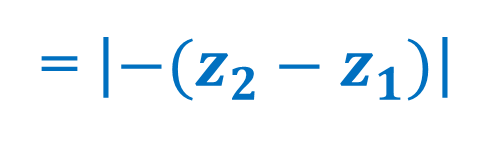 = |−(z₂ − z₁)|